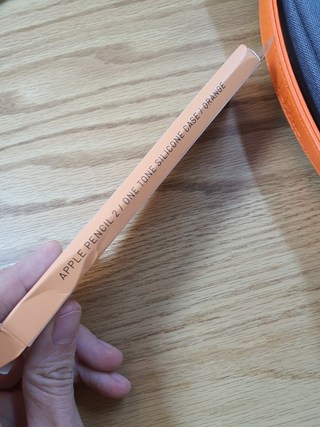 APPLE PENCIL 2 / ONE TONE SILICONE CASE / ORANGE